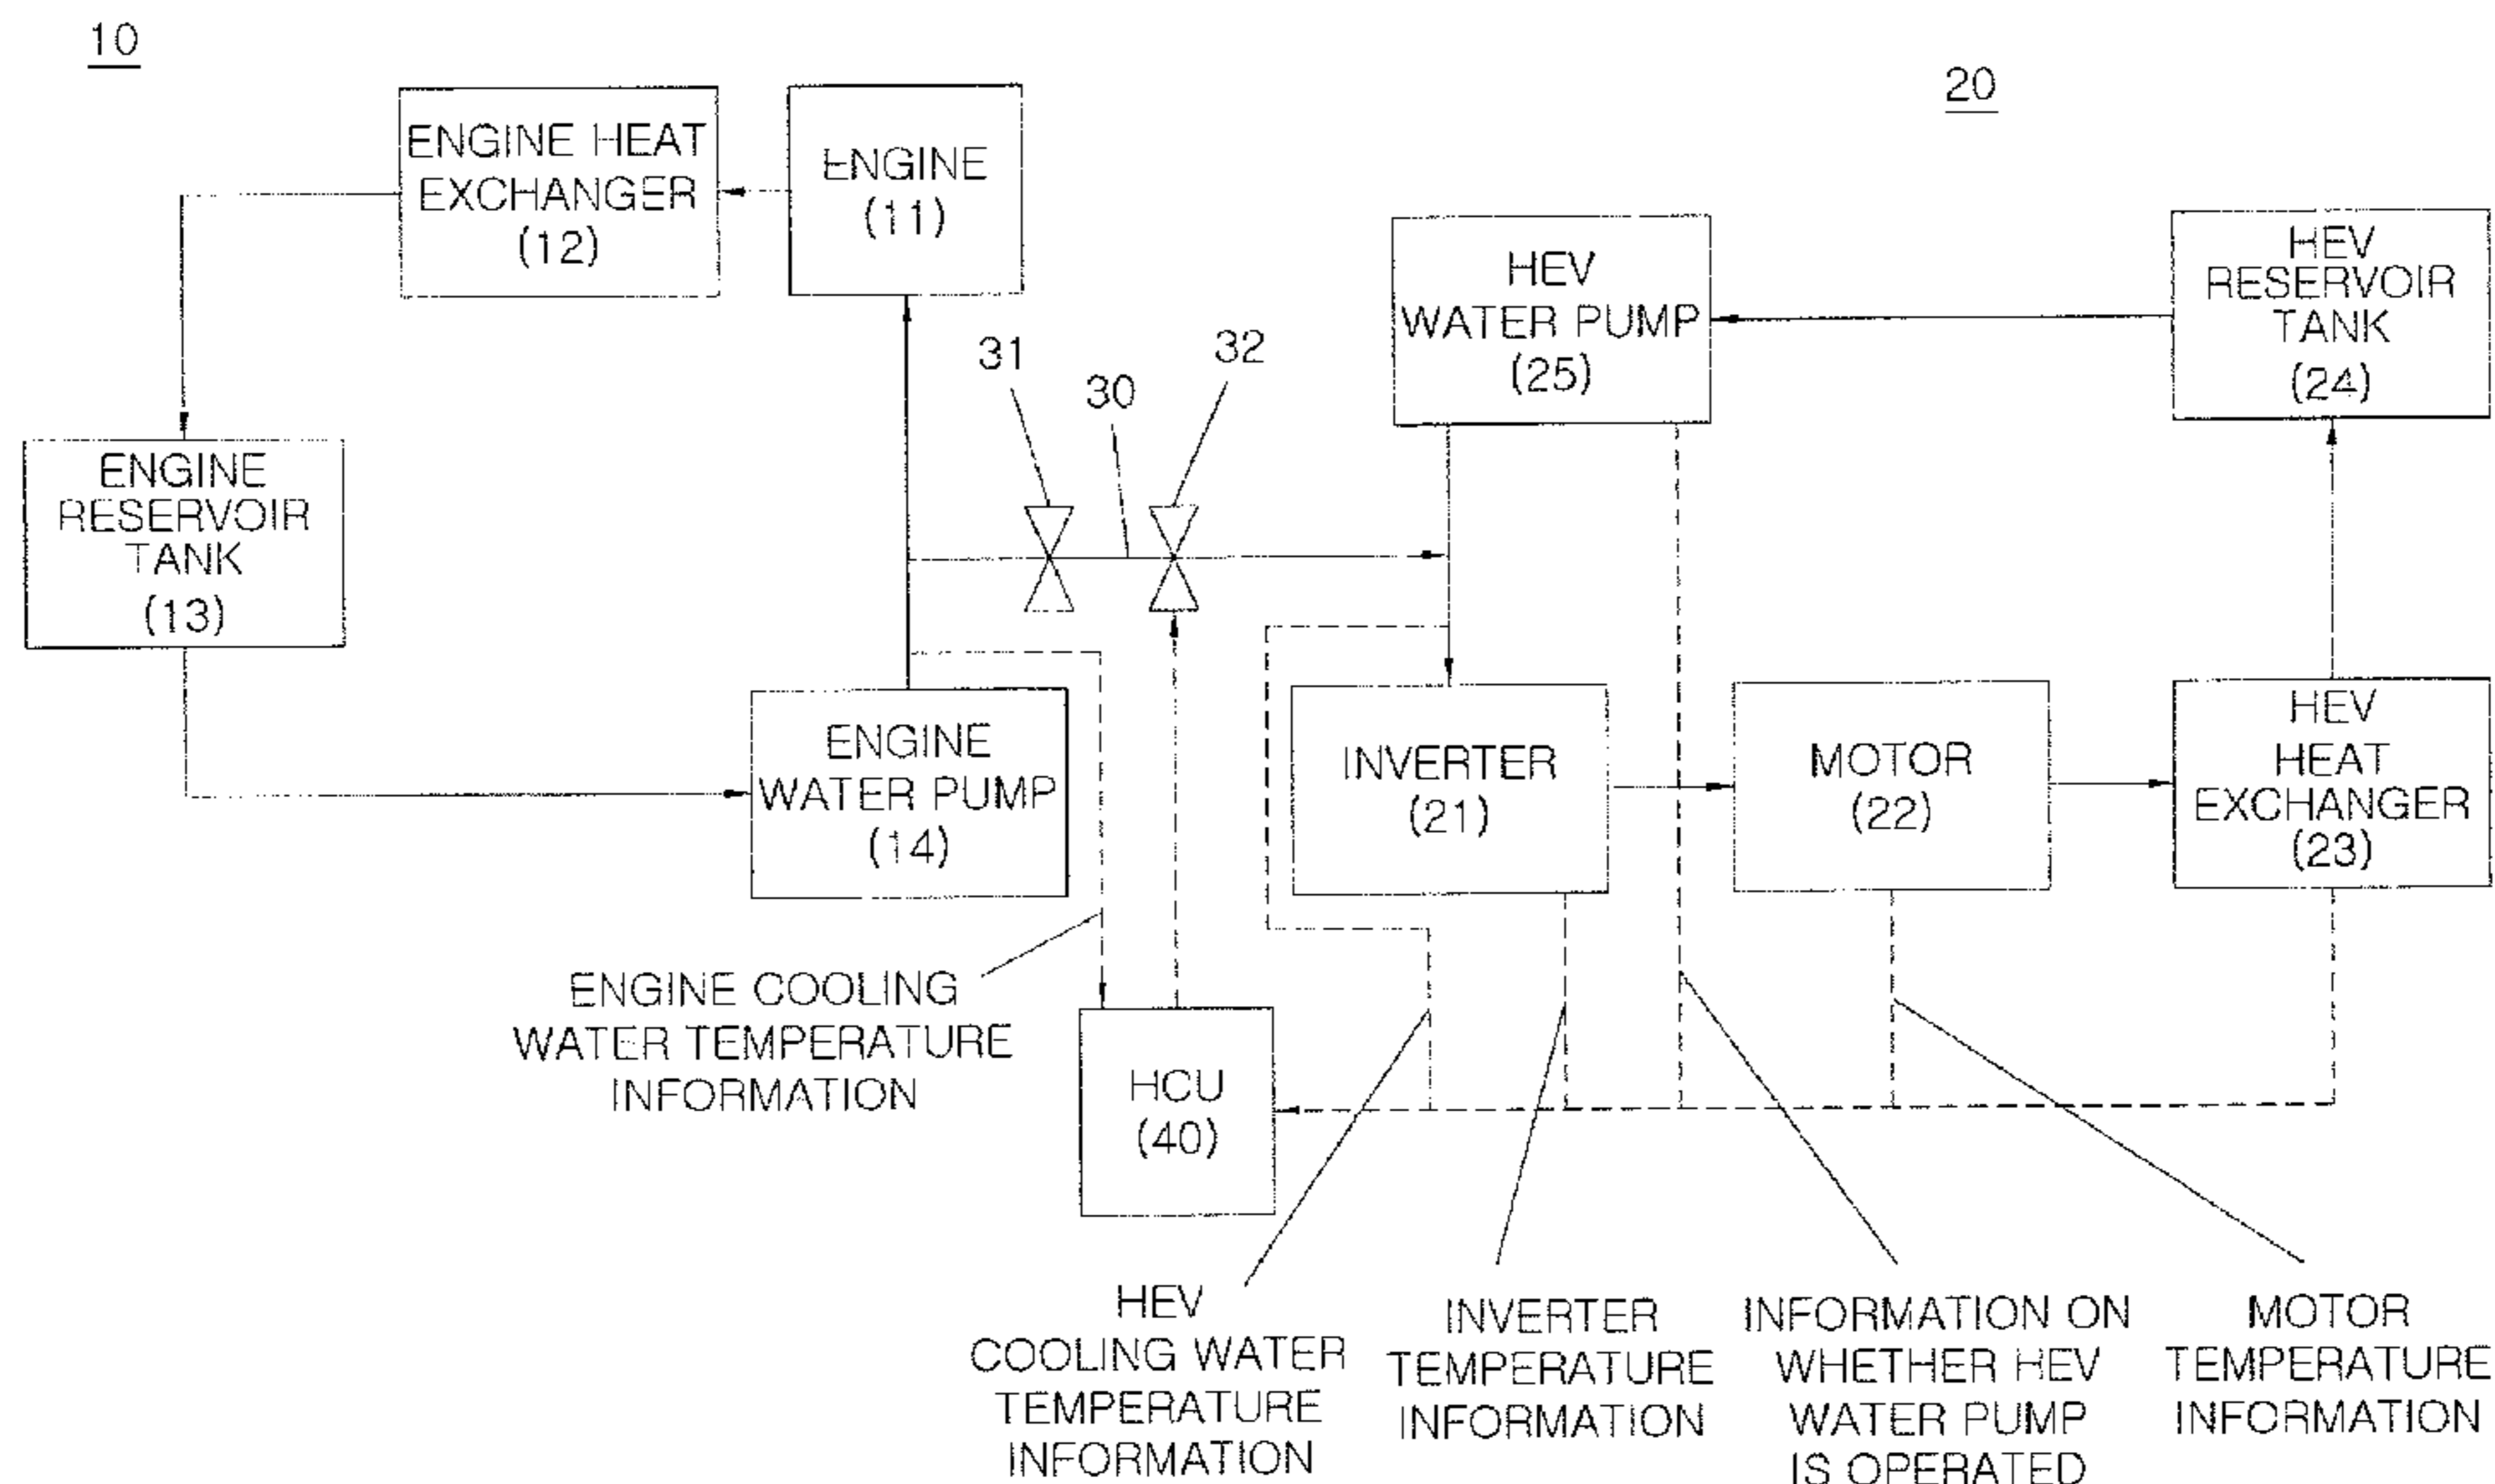 10
20
ENGINE HEAT
EXCHANGER
(12)
ENGINE
(11)
HEV
WATER PUMP
(25)
HEV
RESERVOIR
TANK
(24)
31
30
32
ENGINE
RESERVOIR
TANK
(13)
ENGINE
WATER PUMP
(14)
INVERTER
(21)
MOTOR
(22)
HEV
HEAT
EXCHANGER
(23)
ENGINE COOLING
WATER TEMPERATURE
INFORMATION
HCU
(40)
HEV
COOLING WATER
TEMPERATURE
INFORMATION
INVERTER
TEMPERATURE
INFORMATION
INFORMATION ON
WHETHER HEV
WATER PUMP
IS OPERATED
MOTOR
TEMPERATURE
INFORMATION